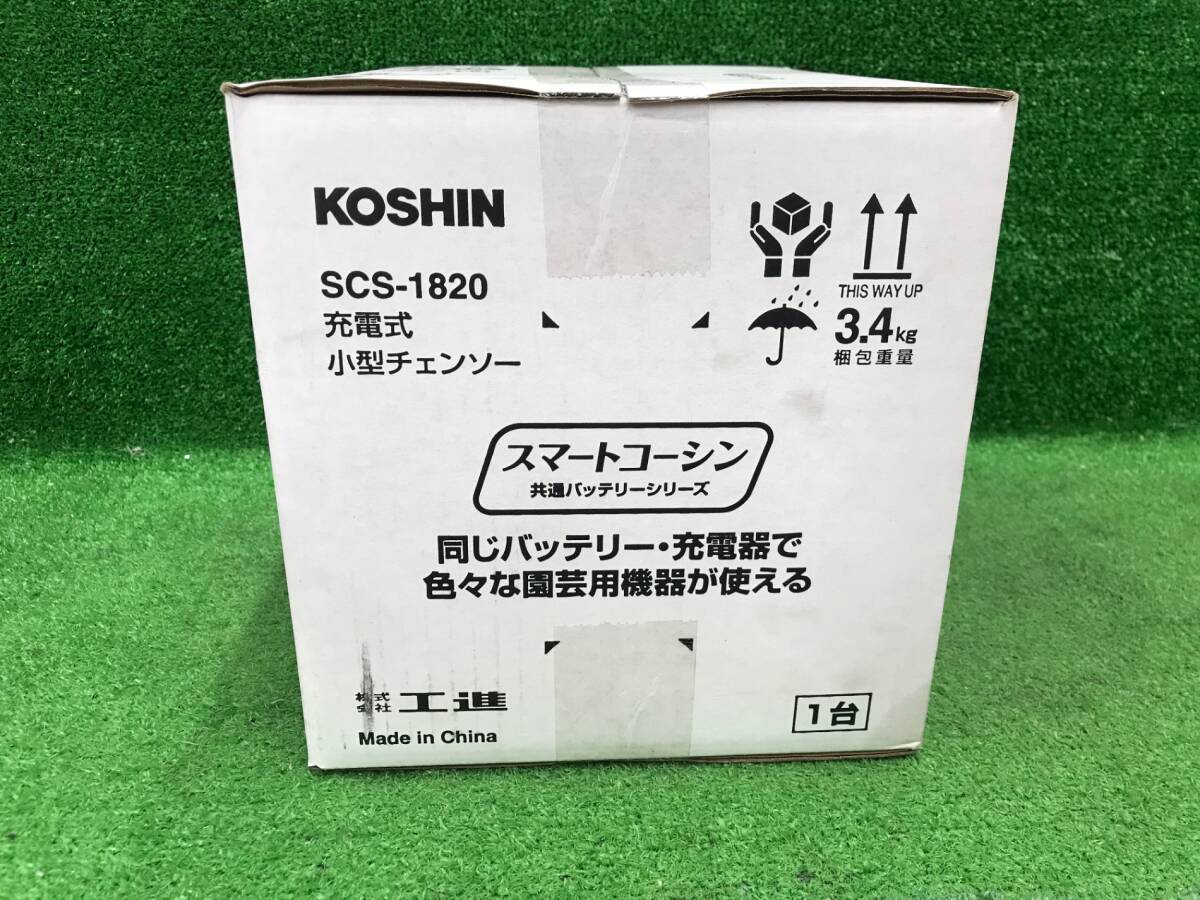 KOSHIN
SCS-1820
充電式
小型チェンソー
THIS WAY UP
3.4kg
梱包重量
スマートコーシン
共通バッテリーシリーズ
同じバッテリー・充電器で
色々な園芸用機器が使える
株式会社 工進
Made in China
1台